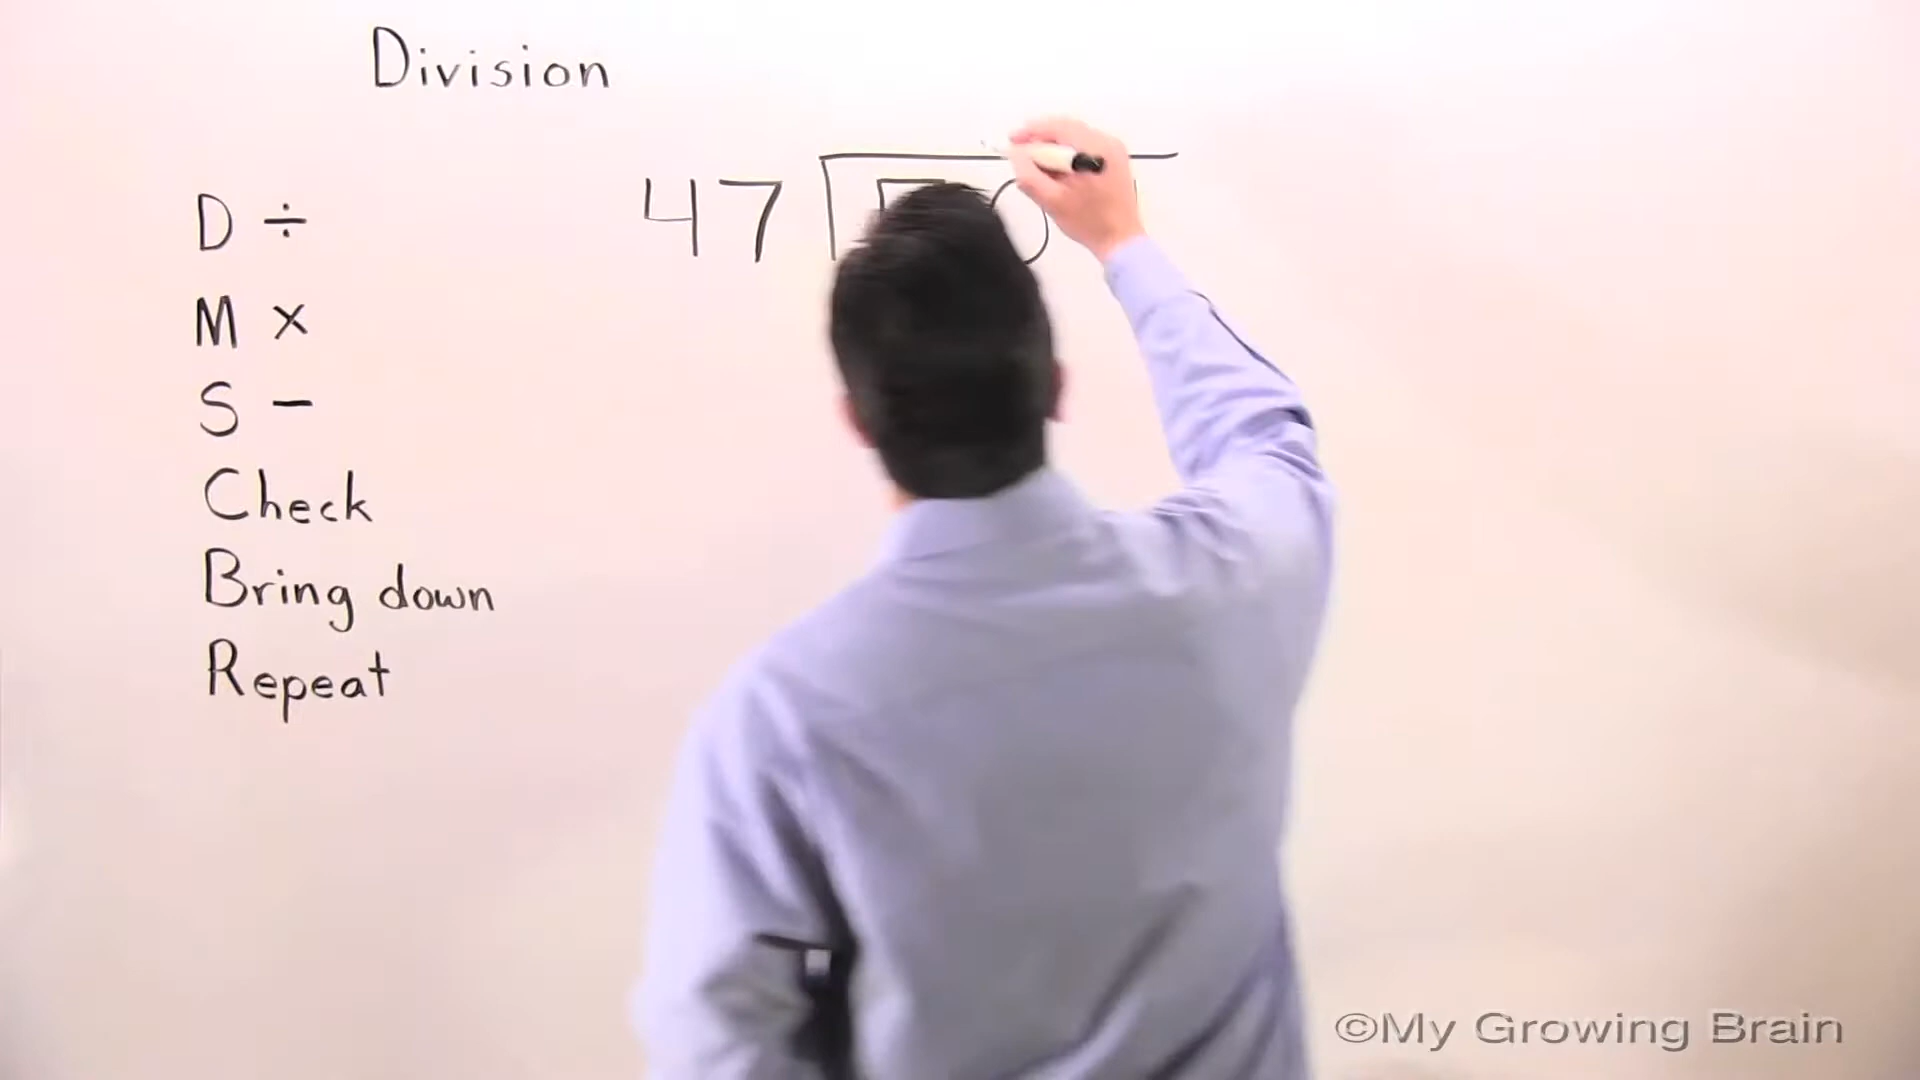 Division
47
D ÷
M ×
S −
Check
Bring down
Repeat
©My Growing Brain